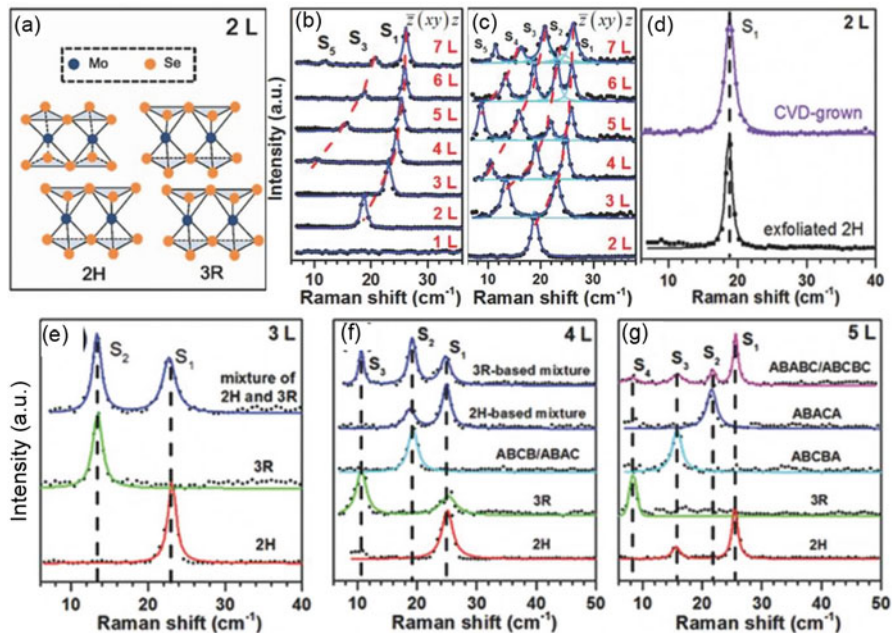 (a)
2 L
Mo
Se
2H
3R
(b)
z̄(xy)z
S5
S3
S1
7 L
6 L
5 L
4 L
3 L
2 L
1 L
Intensity (a.u.)
10 20 30
Raman shift (cm-1)
(c)
z̄(xy)z
S5
S4
S3
S2
S1
7 L
6 L
5 L
4 L
3 L
2 L
10 20 30
Raman shift (cm-1)
(d)
2 L
S1
CVD-grown
exfoliated 2H
10 20 30 40
Raman shift (cm-1)
(e)
3 L
S2
S1
mixture of
2H and 3R
3R
2H
Intensity (a.u.)
10 20 30 40
Raman shift (cm-1)
(f)
4 L
S3
S2
S1
3R-based mixture
2H-based mixture
ABCB/ABAC
3R
2H
10 20 30 40 50
Raman shift (cm-1)
(g)
5 L
S4
S3
S2
S1
ABABC/ABCBC
ABACA
ABCBA
3R
2H
10 20 30 40 50
Raman shift (cm-1)